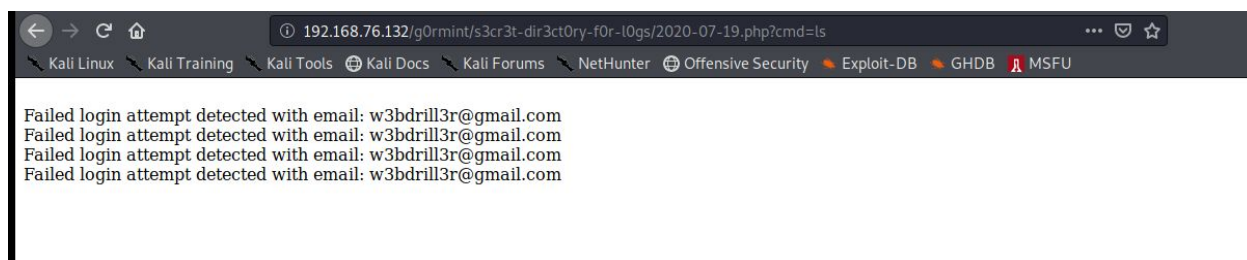 192.168.76.132/g0rmint/s3cr3t-dir3ct0ry-f0r-l0gs/2020-07-19.php?cmd=ls
Kali Linux Kali Training Kali Tools Kali Docs Kali Forums NetHunter Offensive Security Exploit-DB GHDB MSFU
Failed login attempt detected with email: w3bdrill3r@gmail.com
Failed login attempt detected with email: w3bdrill3r@gmail.com
Failed login attempt detected with email: w3bdrill3r@gmail.com
Failed login attempt detected with email: w3bdrill3r@gmail.com